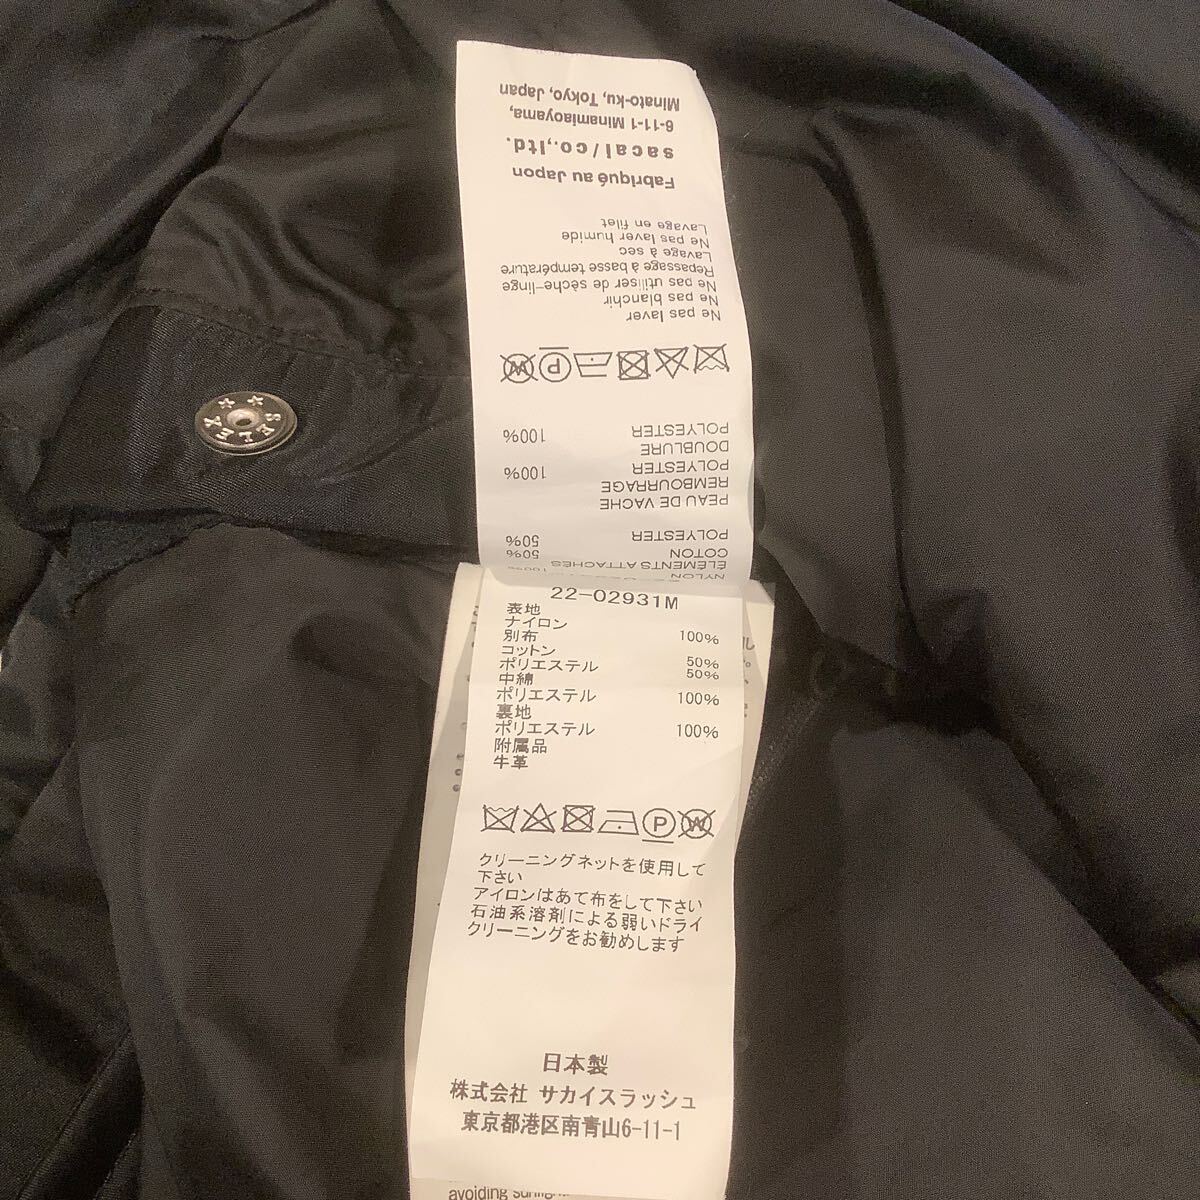 NYLON 100%
ÉLÉMENTS ATTACHÉS
COTON 50%
POLYESTER 50%
PEAU DE VACHE
REMBOURRAGE
POLYESTER 100%
DOUBLURE
POLYESTER 100%
W P
Ne pas laver
Ne pas blanchir
Ne pas utiliser de sèche-linge
Repassage à basse température
Lavage à sec
Ne pas laver humide
Lavage en filet
Fabriqué au Japon
sacai/co.,ltd.
6-11-1 Minamiaoyama,
Minato-ku, Tokyo, Japan
SELEX
22-02931M
表地
ナイロン 100%
別布
コットン 50%
ポリエステル 50%
中綿
ポリエステル 100%
裏地
ポリエステル 100%
附属品
牛革
P W
クリーニングネットを使用して
下さい
アイロンはあて布をして下さい
石油系溶剤による弱いドライ
クリーニングをお勧めします
日本製
株式会社 サカイスラッシュ
東京都港区南青山6-11-1
avoiding